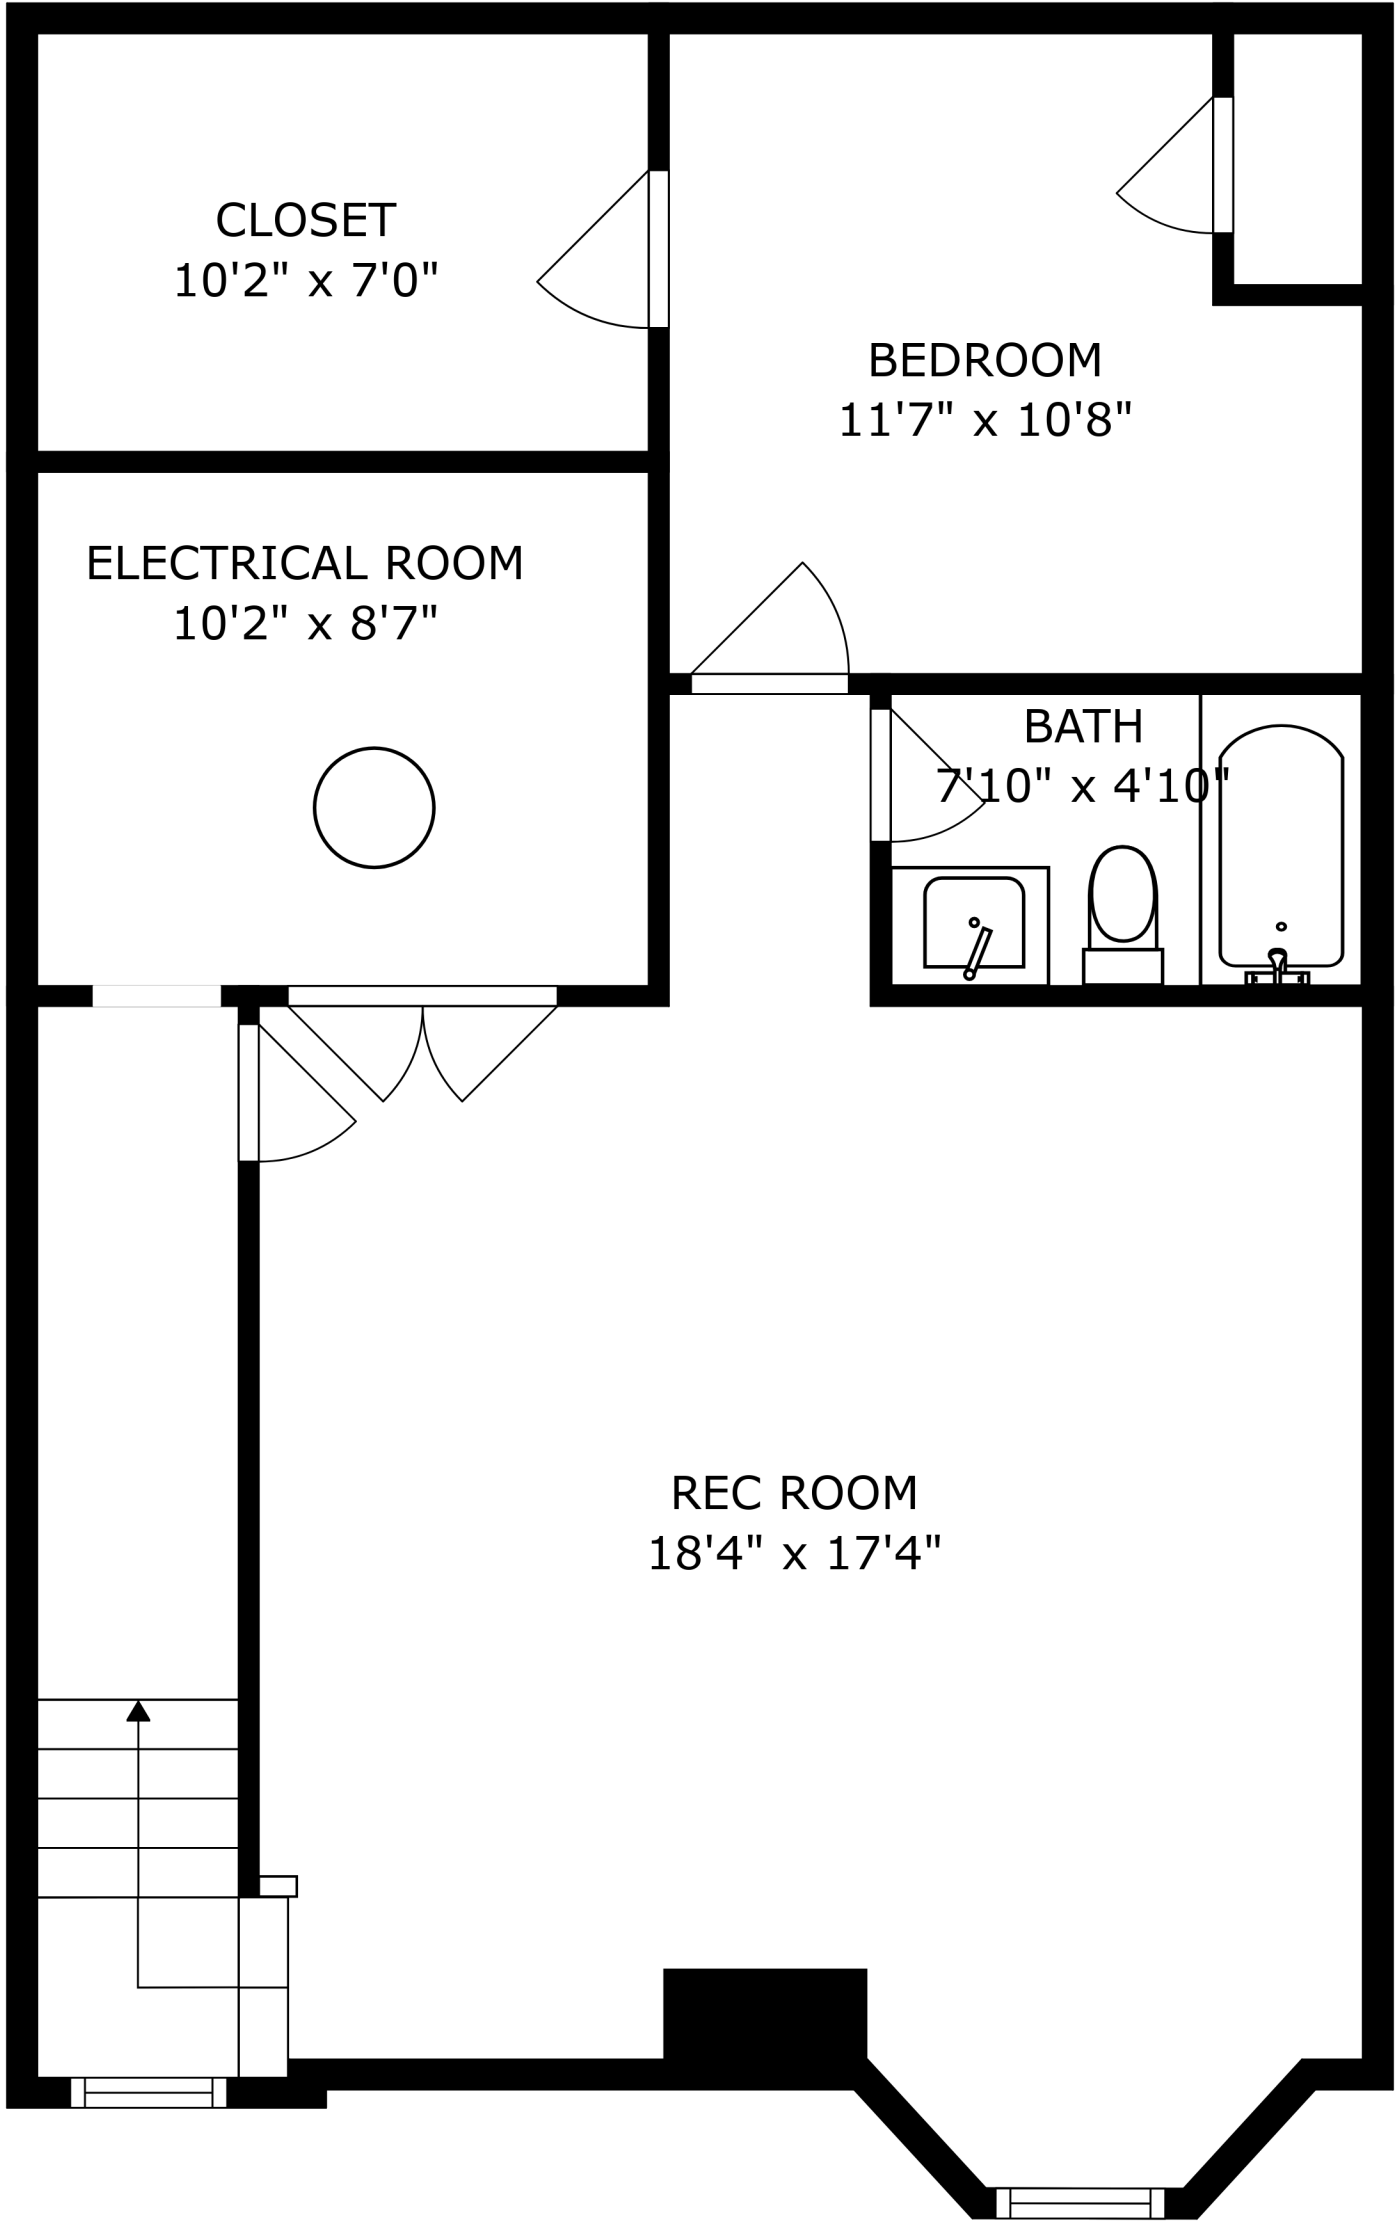 CLOSET
10'2" x 7'0"
BEDROOM
11'7" x 10'8"
ELECTRICAL ROOM
10'2" x 8'7"
BATH
7'10" x 4'10"
REC ROOM
18'4" x 17'4"